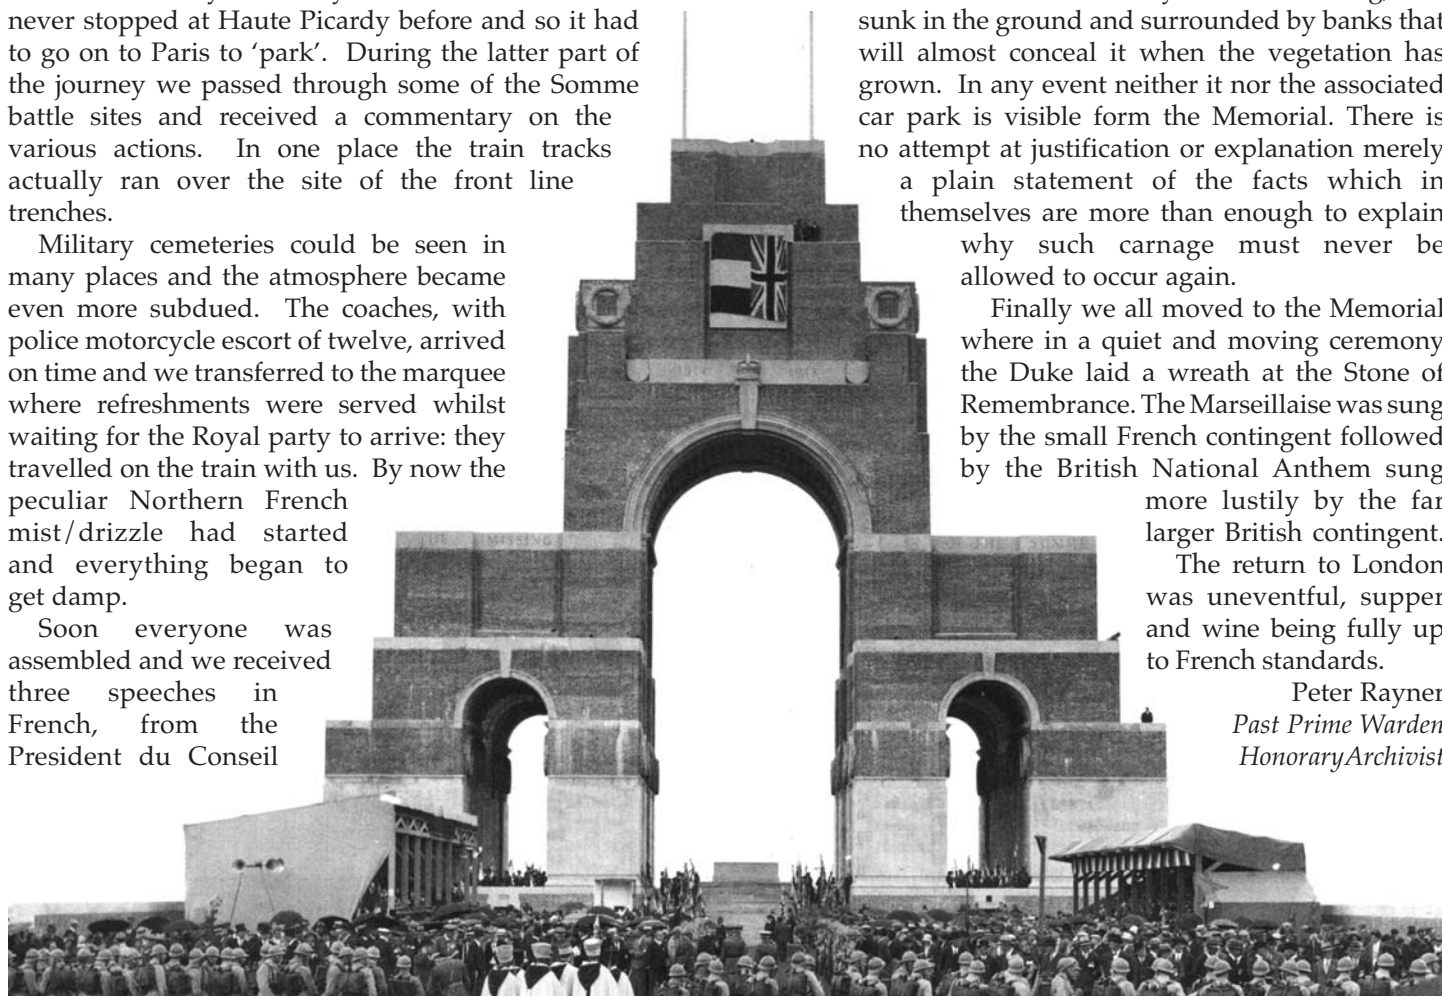 never stopped at Haute Picardy before and so it had
to go on to Paris to ‘park’. During the latter part of
the journey we passed through some of the Somme
battle sites and received a commentary on the
various actions. In one place the train tracks
actually ran over the site of the front line
trenches.
Military cemeteries could be seen in
many places and the atmosphere became
even more subdued. The coaches, with
police motorcycle escort of twelve, arrived
on time and we transferred to the marquee
where refreshments were served whilst
waiting for the Royal party to arrive: they
travelled on the train with us. By now the
peculiar Northern French
mist/drizzle had started
and everything began to
get damp.
Soon everyone was
assembled and we received
three speeches in
French, from the
President du Conseil
sunk in the ground and surrounded by banks that
will almost conceal it when the vegetation has
grown. In any event neither it nor the associated
car park is visible form the Memorial. There is
no attempt at justification or explanation merely
a plain statement of the facts which in
themselves are more than enough to explain
why such carnage must never be
allowed to occur again.
Finally we all moved to the Memorial
where in a quiet and moving ceremony
the Duke laid a wreath at the Stone of
Remembrance. The Marseillaise was sung
by the small French contingent followed
by the British National Anthem sung
more lustily by the far
larger British contingent.
The return to London
was uneventful, supper
and wine being fully up
to French standards.
Peter Rayner
Past Prime Warden
HonoraryArchivist
THE MISSING
SOMME